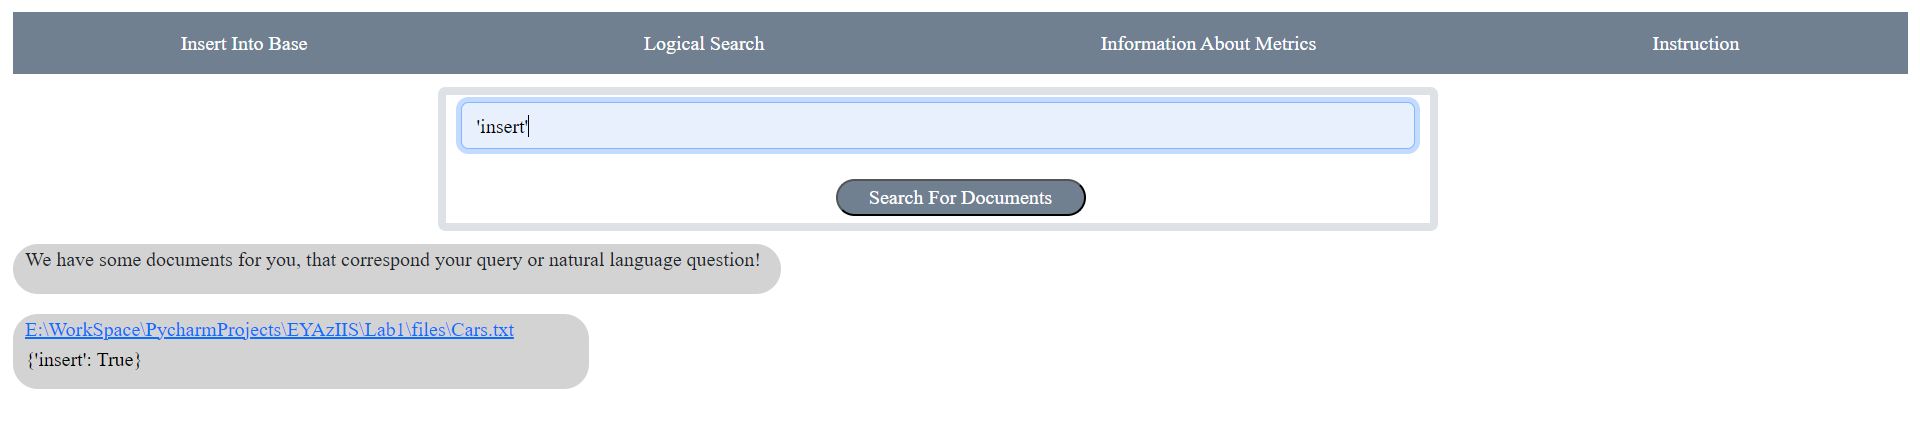 Insert Into Base Logical Search Information About Metrics Instruction
'insert'
Search For Documents
We have some documents for you, that correspond your query or natural language question!
E:\WorkSpace\PycharmProjects\EYAzIIS\Lab1\files\Cars.txt
{'insert': True}